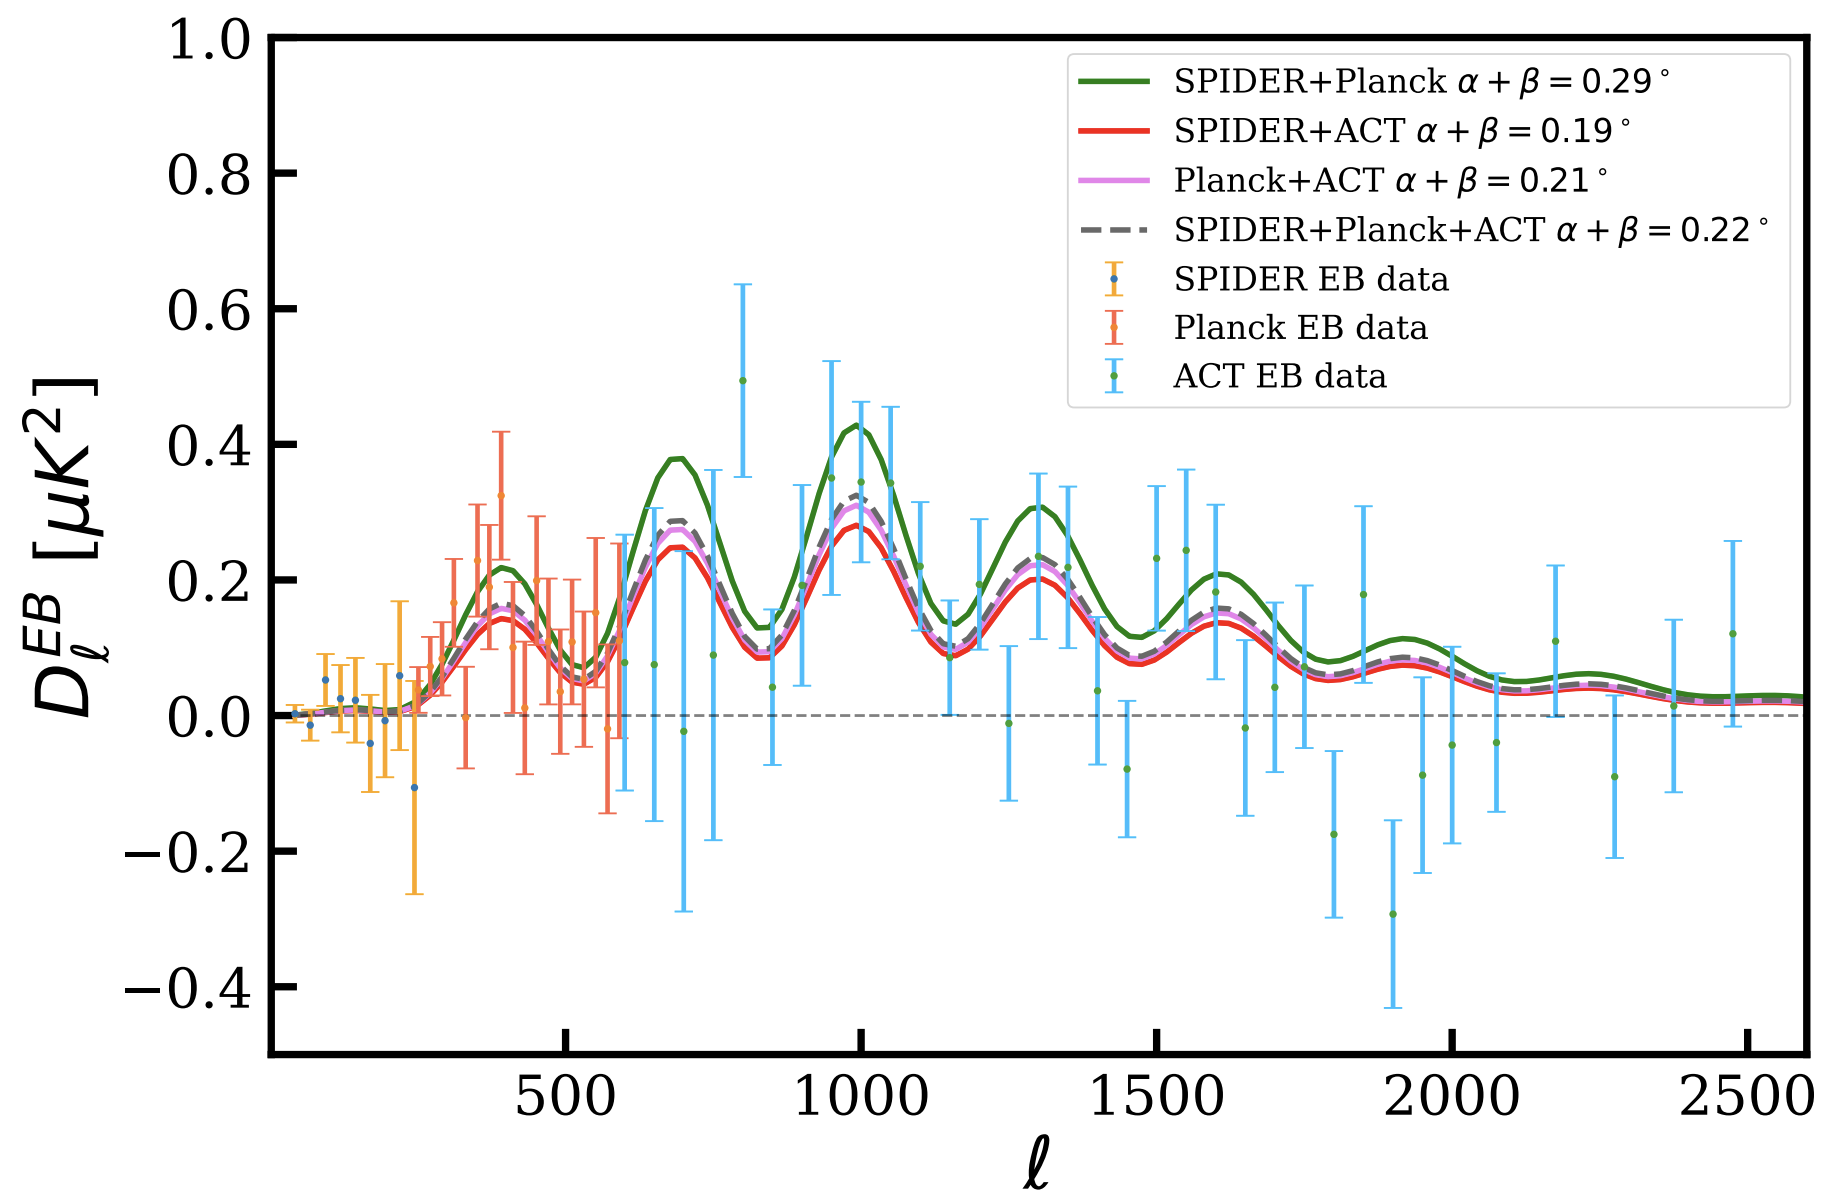 1.0
0.8
0.6
0.4
0.2
0.0
−0.2
−0.4
D_ℓ^{EB} [μK²]
500 1000 1500 2000 2500
ℓ
SPIDER+Planck α + β = 0.29°
SPIDER+ACT α + β = 0.19°
Planck+ACT α + β = 0.21°
SPIDER+Planck+ACT α + β = 0.22°
SPIDER EB data
Planck EB data
ACT EB data